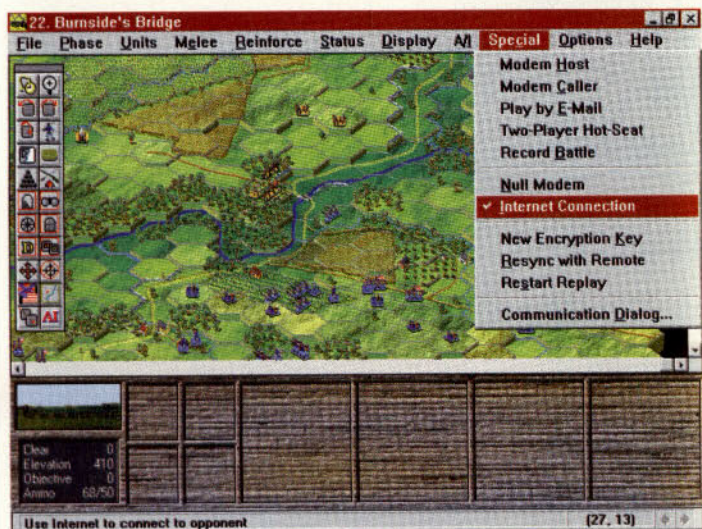 22. Burnside's Bridge
File Phase Units Melee Reinforce Status Display A/I Special Options Help
Modem Host
Modem Caller
Play by E-Mail
Two-Player Hot-Seat
Record Battle
Null Modem
Internet Connection
New Encryption Key
Resync with Remote
Restart Replay
Communication Dialog...
AI
Clear 0
Elevation 410
Objective 0
Ammo 68/50
Use Internet to connect to opponent (27, 13)